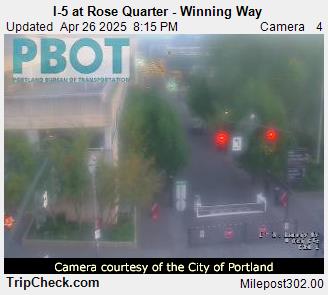 I-5 at Rose Quarter - Winning Way
Updated Apr 26 2025 8:15 PM Camera 4
PBOT
PORTLAND BUREAU OF TRANSPORTATION
Camera courtesy of the City of Portland
TripCheck.com Milepost302.00